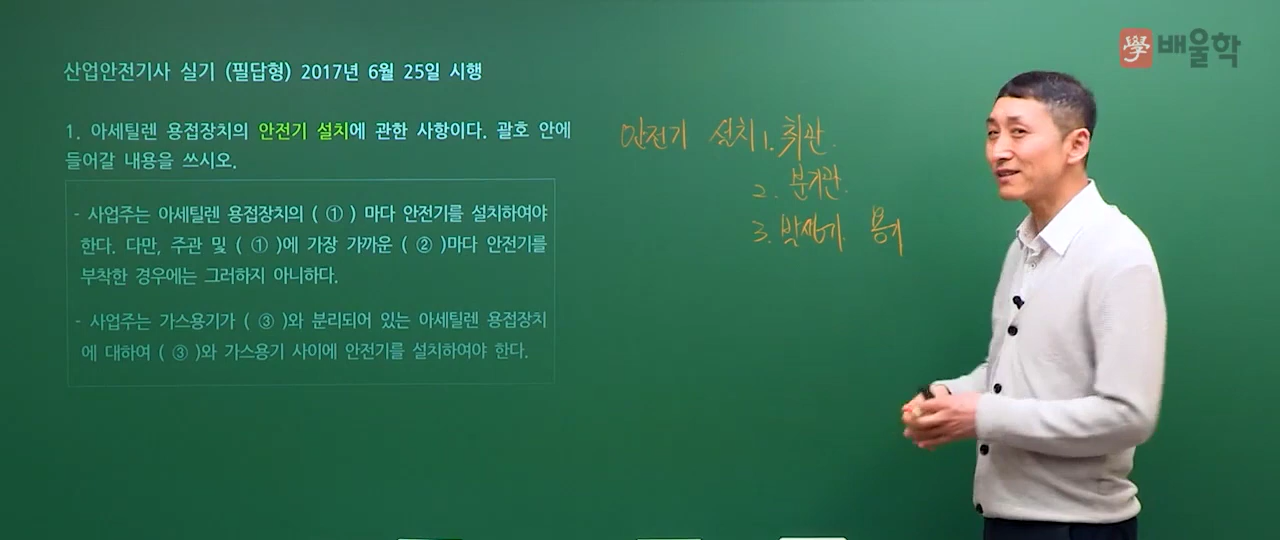 學 배울학
산업안전기사 실기 (필답형) 2017년 6월 25일 시행
1. 아세틸렌 용접장치의 안전기 설치에 관한 사항이다. 괄호 안에
들어갈 내용을 쓰시오.
- 사업주는 아세틸렌 용접장치의 ( ① ) 마다 안전기를 설치하여야
한다. 다만, 주관 및 ( ① )에 가장 가까운 ( ② )마다 안전기를
부착한 경우에는 그러하지 아니하다.
- 사업주는 가스용기가 ( ③ )와 분리되어 있는 아세틸렌 용접장치
에 대하여 ( ③ )와 가스용기 사이에 안전기를 설치하여야 한다.
안전기 설치 1. 취관.
2. 분기관.
3. 발생기 용기